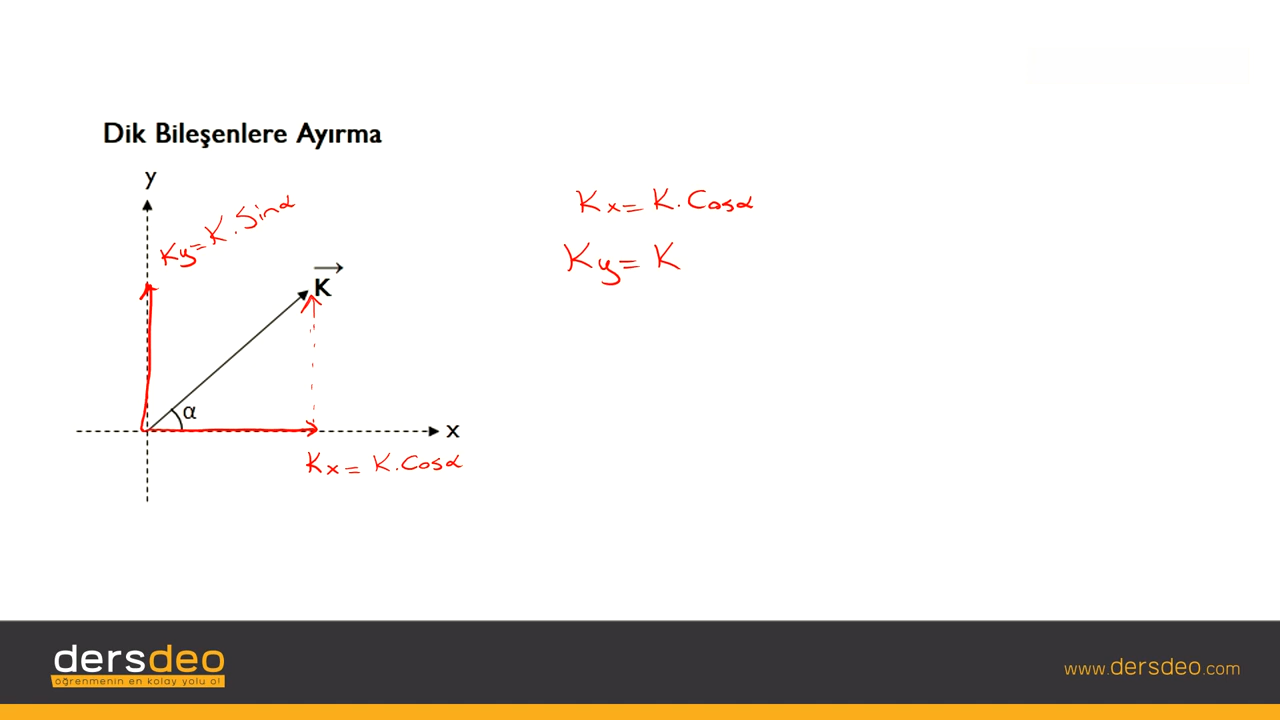 Dik Bileşenlere Ayırma
y
Ky = K . Sinα
K
α
x
Kx = K . Cosα
Kx = K . Cosα
Ky = K
dersdeo
öğrenmenin en kolay yolu o!
www.dersdeo.com